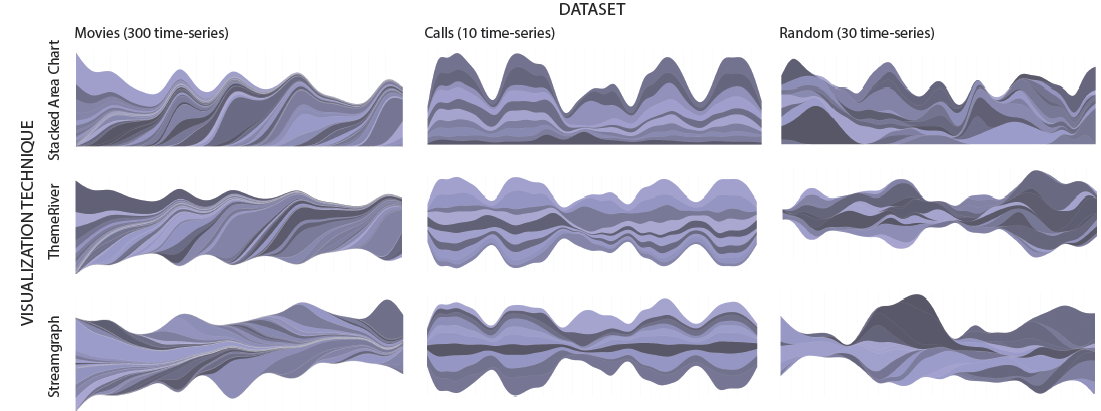 DATASET
Movies (300 time-series)
Calls (10 time-series)
Random (30 time-series)
VISUALIZATION TECHNIQUE
Stacked Area Chart
ThemeRiver
Streamgraph